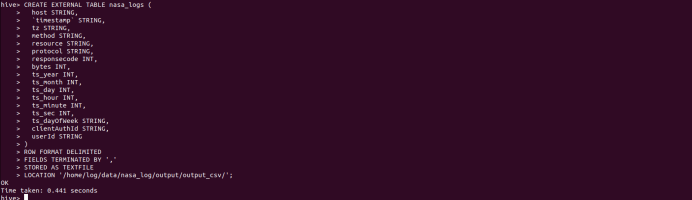 hive> CREATE EXTERNAL TABLE nasa_logs (
    >   host STRING,
    >   `timestamp` STRING,
    >   tz STRING,
    >   method STRING,
    >   resource STRING,
    >   protocol STRING,
    >   responsecode INT,
    >   bytes INT,
    >   ts_year INT,
    >   ts_month INT,
    >   ts_day INT,
    >   ts_hour INT,
    >   ts_minute INT,
    >   ts_sec INT,
    >   ts_dayOfWeek STRING,
    >   clientAuthId STRING,
    >   userId STRING
    > )
    > ROW FORMAT DELIMITED
    > FIELDS TERMINATED BY ','
    > STORED AS TEXTFILE
    > LOCATION '/home/log/data/nasa_log/output/output_csv/';
OK
Time taken: 0.441 seconds
hive>